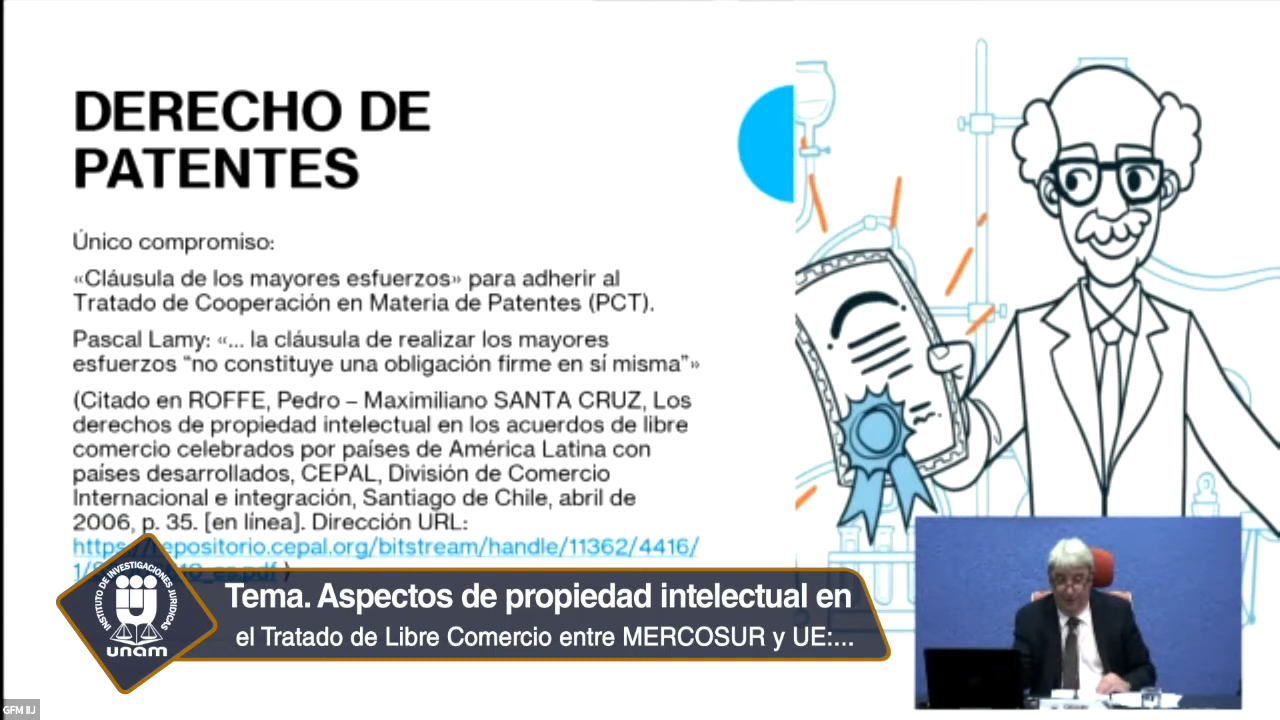 DERECHO DE
PATENTES
Único compromiso:
«Cláusula de los mayores esfuerzos» para adherir al
Tratado de Cooperación en Materia de Patentes (PCT).
Pascal Lamy: «... la cláusula de realizar los mayores
esfuerzos “no constituye una obligación firme en sí misma”»
(Citado en ROFFE, Pedro – Maximiliano SANTA CRUZ, Los
derechos de propiedad intelectual en los acuerdos de libre
comercio celebrados por países de América Latina con
países desarrollados, CEPAL, División de Comercio
Internacional e integración, Santiago de Chile, abril de
2006, p. 35. [en línea]. Dirección URL:
https://repositorio.cepal.org/bitstream/handle/11362/4416/
INSTITUTO DE INVESTIGACIONES JURÍDICAS
unam
Tema. Aspectos de propiedad intelectual en
el Tratado de Libre Comercio entre MERCOSUR y UE:...
GFM IIJ